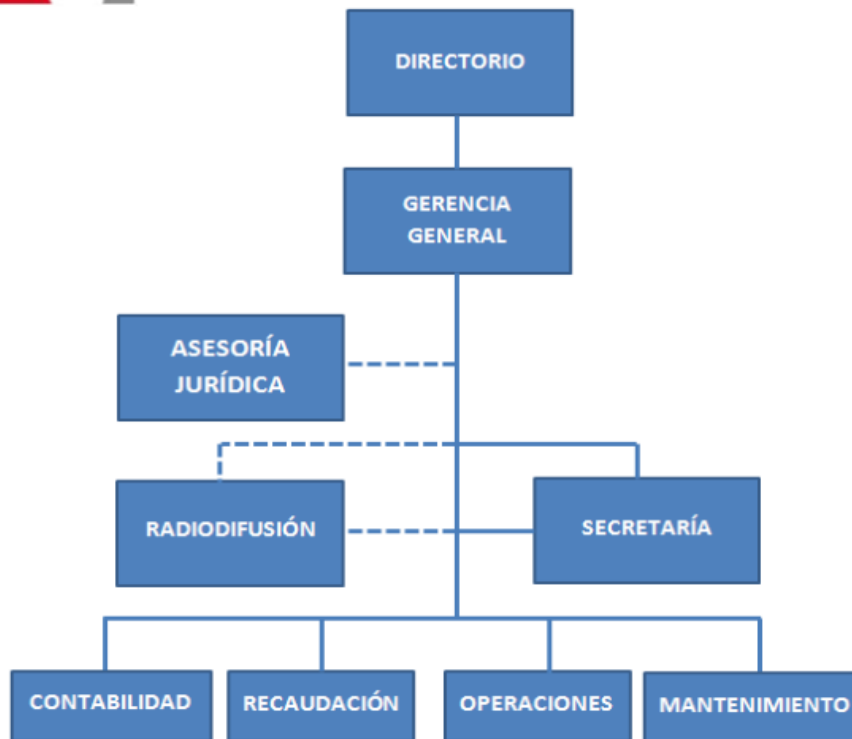 DIRECTORIO
GERENCIA
GENERAL
ASESORÍA
JURÍDICA
RADIODIFUSIÓN
SECRETARÍA
CONTABILIDAD
RECAUDACIÓN
OPERACIONES
MANTENIMIENTO